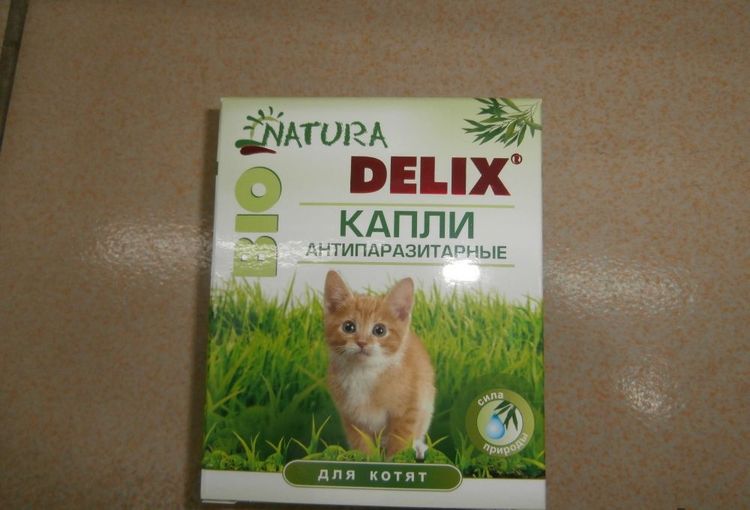 NATURA
BIO
DELIX®
КАПЛИ
АНТИПАРАЗИТАРНЫЕ
сила
природы
ДЛЯ КОТЯТ